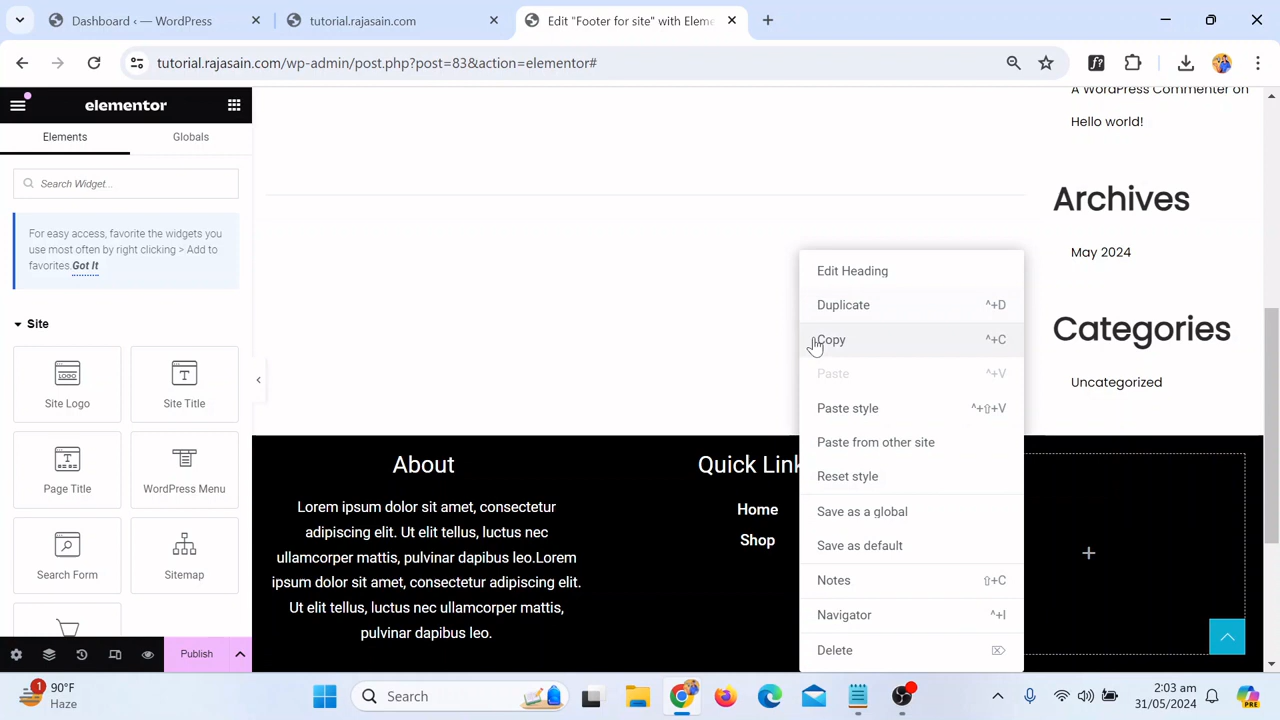 Dashboard ‹ — WordPress
tutorial.rajasain.com
Edit "Footer for site" with Eleme
tutorial.rajasain.com/wp-admin/post.php?post=83&action=elementor#
f?
elementor
Elements
Globals
Search Widget...
For easy access, favorite the widgets you
use most often by right clicking > Add to
favorites. Got It
Site
LOGO
Site Logo
Site Title
Page Title
WordPress Menu
Search Form
Sitemap
Publish
A WordPress Commenter on
Hello world!
Archives
May 2024
Categories
Uncategorized
Edit Heading
Duplicate ^+D
Copy ^+C
Paste ^+V
Paste style ^+⇧+V
Paste from other site
Reset style
Save as a global
Save as default
Notes ⇧+C
Navigator ^+I
Delete
About
Lorem ipsum dolor sit amet, consectetur
adipiscing elit. Ut elit tellus, luctus nec
ullamcorper mattis, pulvinar dapibus leo.Lorem
ipsum dolor sit amet, consectetur adipiscing elit.
Ut elit tellus, luctus nec ullamcorper mattis,
pulvinar dapibus leo.
Quick Link
Home
Shop
1
90°F
Haze
Search
2:03 am
31/05/2024
PRE